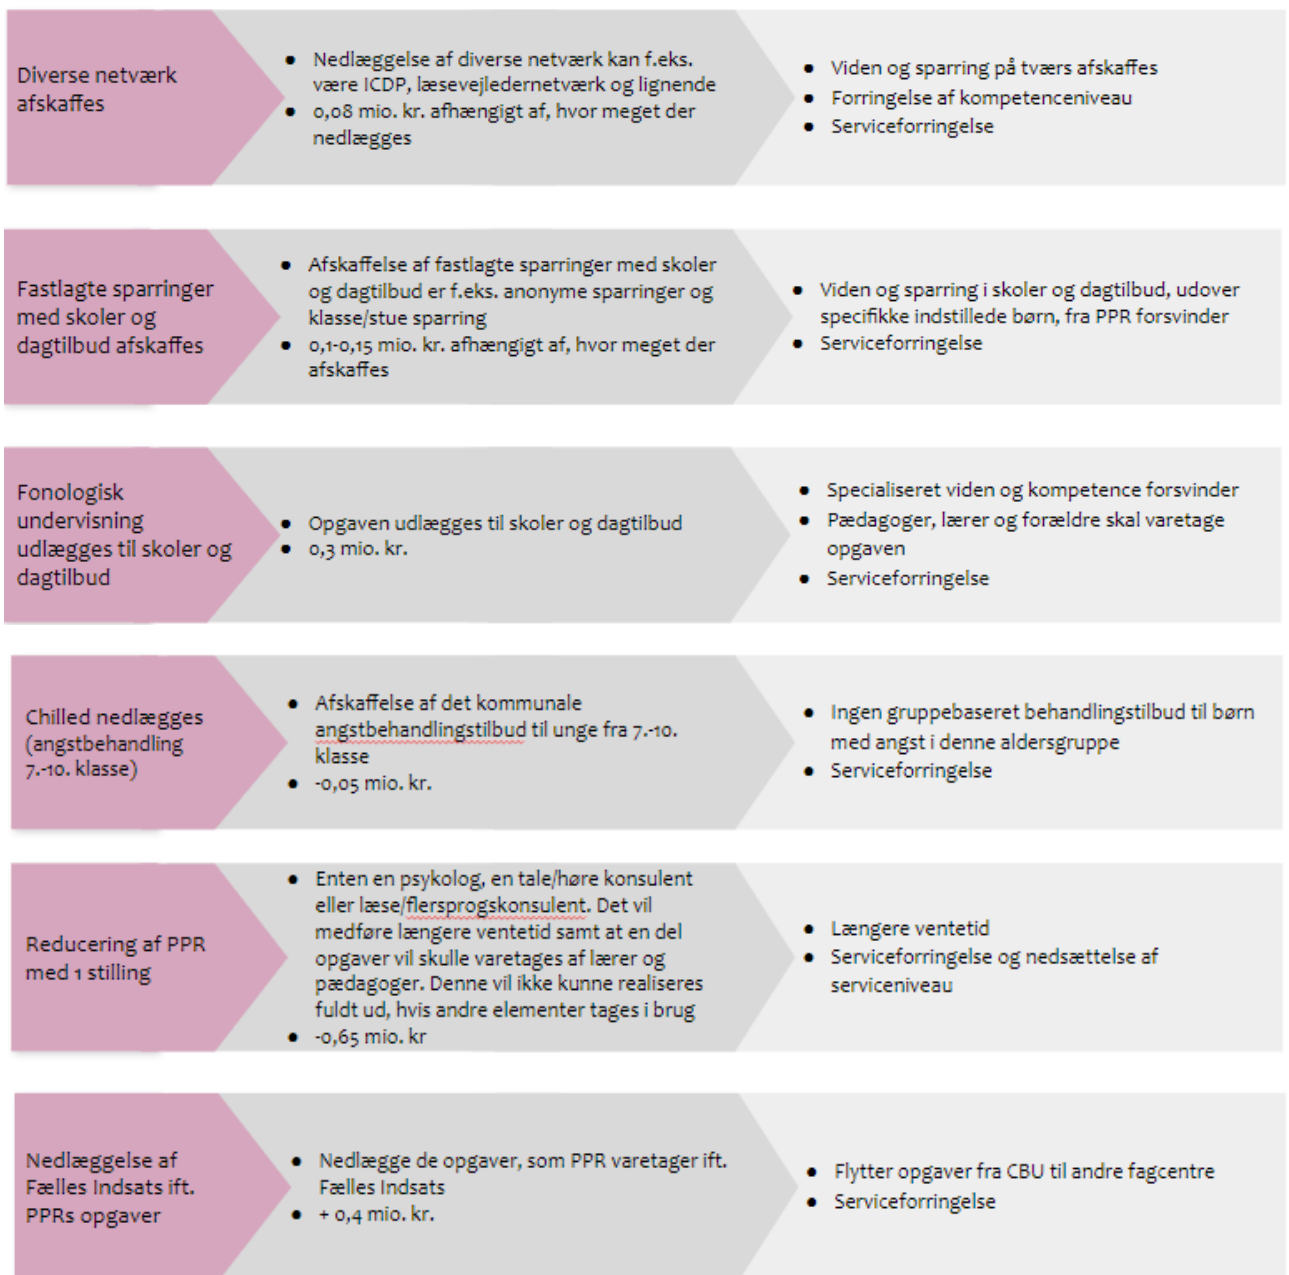 Diverse netværk
afskaffes
● Nedlæggelse af diverse netværk kan f.eks.
være ICDP, læsevejledernetværk og lignende
● 0,08 mio. kr. afhængigt af, hvor meget der
nedlægges
● Viden og sparring på tværs afskaffes
● Forringelse af kompetenceniveau
● Serviceforringelse
Fastlagte sparringer
med skoler og
dagtilbud afskaffes
● Afskaffelse af fastlagte sparringer med skoler
og dagtilbud er f.eks. anonyme sparringer og
klasse/stue sparring
● 0,1-0,15 mio. kr. afhængigt af, hvor meget der
afskaffes
● Viden og sparring i skoler og dagtilbud, udover
specifikke indstillede børn, fra PPR forsvinder
● Serviceforringelse
Fonologisk
undervisning
udlægges til skoler og
dagtilbud
● Opgaven udlægges til skoler og dagtilbud
● 0,3 mio. kr.
● Specialiseret viden og kompetence forsvinder
● Pædagoger, lærer og forældre skal varetage
opgaven
● Serviceforringelse
Chilled nedlægges
(angstbehandling
7.-10. klasse)
● Afskaffelse af det kommunale
angstbehandlingstilbud til unge fra 7.-10.
klasse
● -0,05 mio. kr.
● Ingen gruppebaseret behandlingstilbud til børn
med angst i denne aldersgruppe
● Serviceforringelse
Reducering af PPR
med 1 stilling
● Enten en psykolog, en tale/høre konsulent
eller læse/flersprogskonsulent. Det vil
medføre længere ventetid samt at en del
opgaver vil skulle varetages af lærer og
pædagoger. Denne vil ikke kunne realiseres
fuldt ud, hvis andre elementer tages i brug
● -0,65 mio. kr
● Længere ventetid
● Serviceforringelse og nedsættelse af
serviceniveau
Nedlæggelse af
Fælles Indsats ift.
PPRs opgaver
● Nedlægge de opgaver, som PPR varetager ift.
Fælles Indsats
● + 0,4 mio. kr.
● Flytter opgaver fra CBU til andre fagcentre
● Serviceforringelse